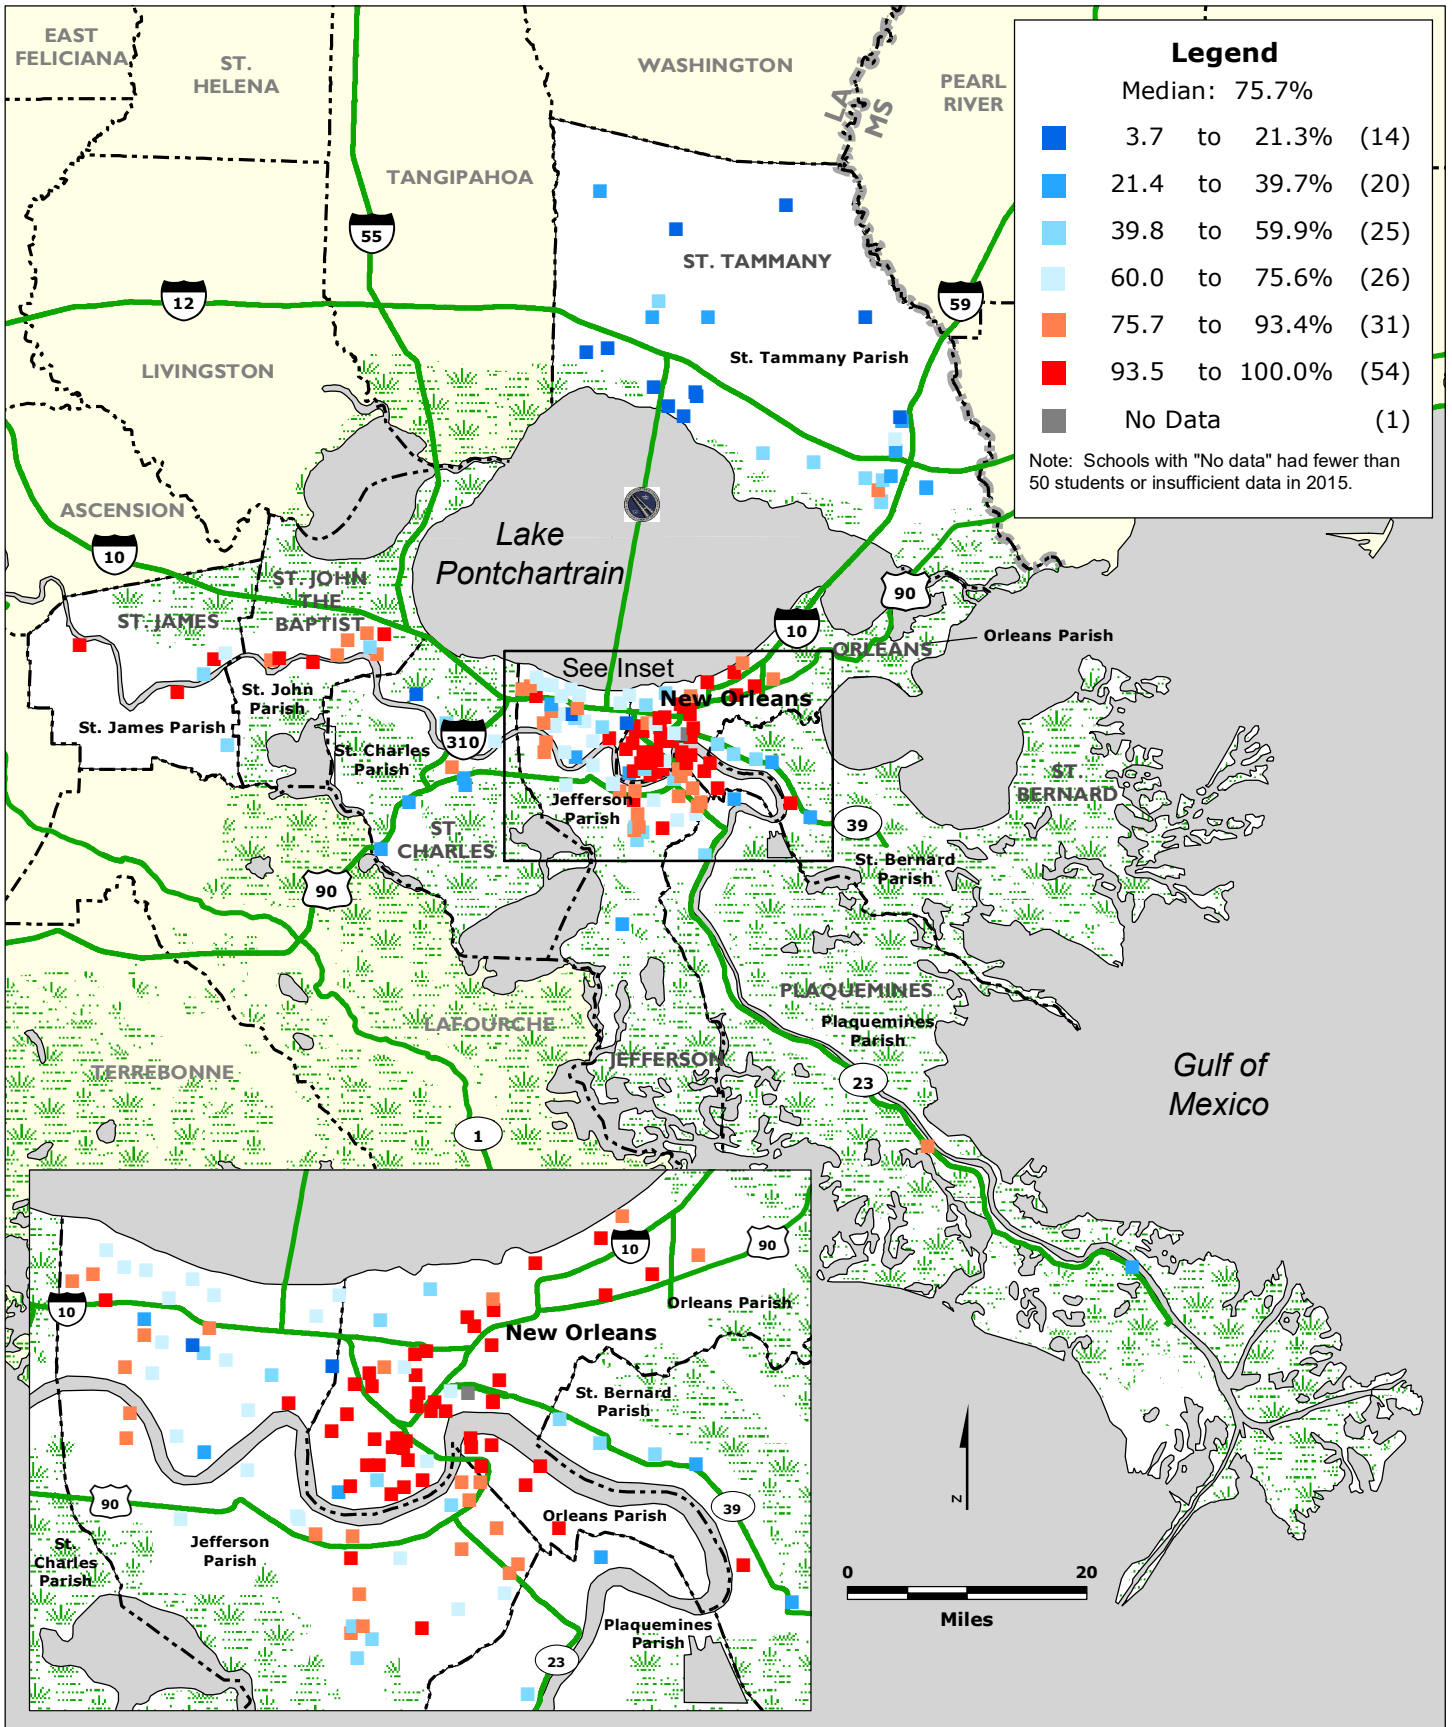 EAST
FELICIANA
ST.
HELENA
WASHINGTON
LA
MS
PEARL
RIVER
TANGIPAHOA
55
12
59
LIVINGSTON
ST. TAMMANY
St. Tammany Parish
Legend
Median: 75.7%
3.7 to 21.3% (14)
21.4 to 39.7% (20)
39.8 to 59.9% (25)
60.0 to 75.6% (26)
75.7 to 93.4% (31)
93.5 to 100.0% (54)
No Data (1)
Note: Schools with "No data" had fewer than
50 students or insufficient data in 2015.
ASCENSION
10
Lake
Pontchartrain
ST. JOHN
THE
BAPTIST
ST. JAMES
90
10
ORLEANS
Orleans Parish
See Inset
New Orleans
St. John
Parish
St. James Parish
St. Charles
Parish
310
Jefferson
Parish
ST.
CHARLES
90
39
ST.
BERNARD
St. Bernard
Parish
PLAQUEMINES
Plaquemines
Parish
LAFOURCHE
JEFFERSON
TERREBONNE
23
1
Gulf of
Mexico
10
90
10
Orleans Parish
New Orleans
St. Bernard
Parish
90
39
Orleans Parish
Jefferson
Parish
St.
Charles
Parish
Plaquemines
Parish
23
N
0 20
Miles